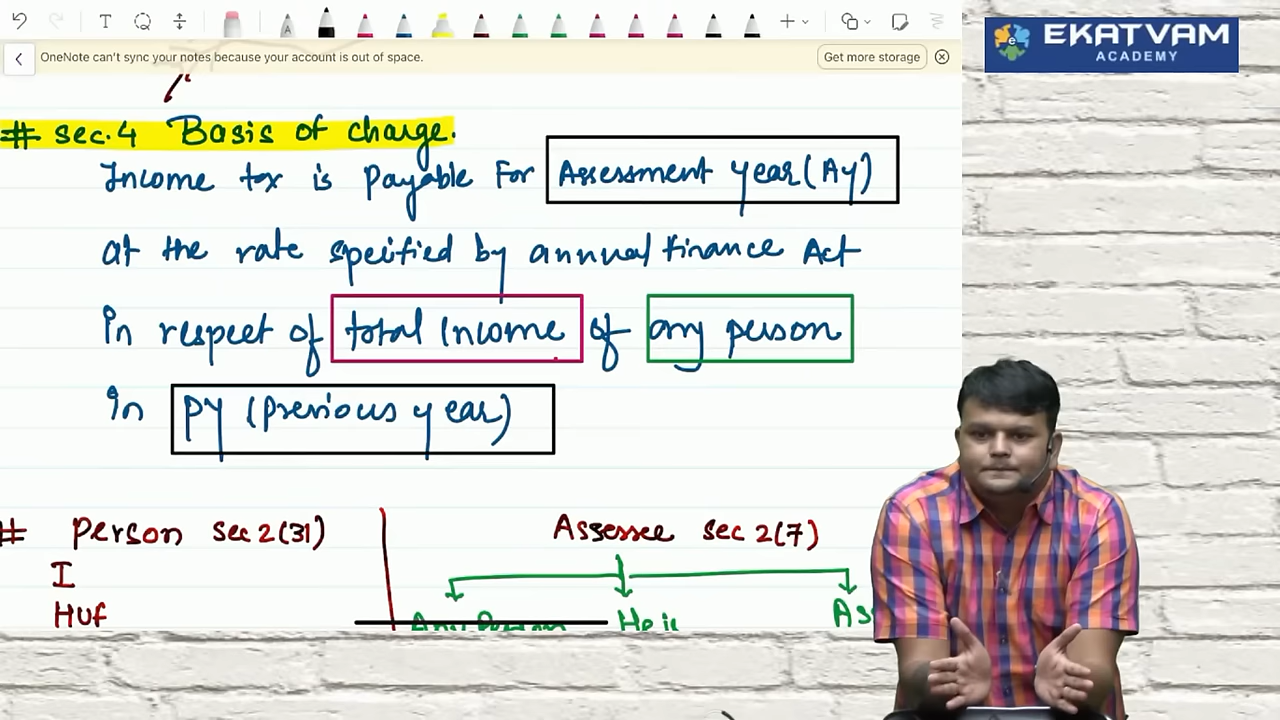 OneNote can't sync your notes because your account is out of space.
Get more storage
EKATVAM
ACADEMY
# sec.4 Basis of charge.
Income tax is payable for Assessment year (Ay)
at the rate specified by annual finance Act
in respect of total income of any person
in py (previous year)
# person sec 2(31)
I
Huf
Assessee sec 2(7)
Any Person